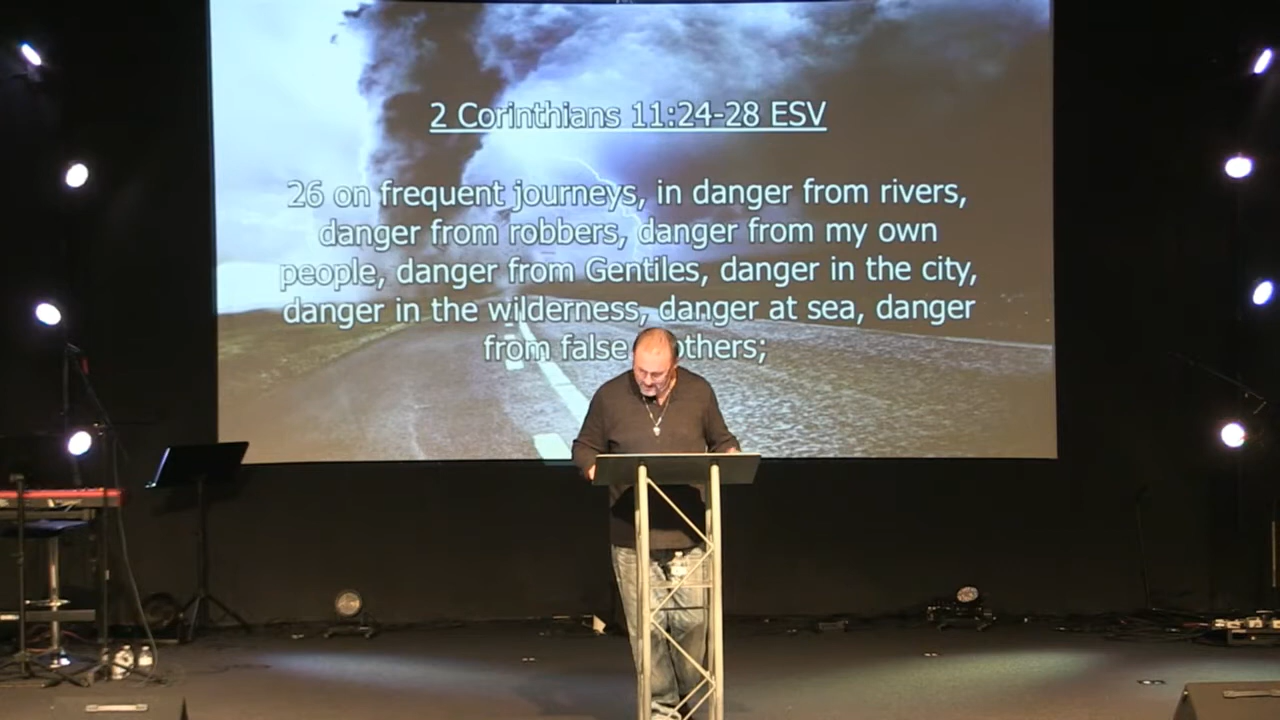 2 Corinthians 11:24-28 ESV
26 on frequent journeys, in danger from rivers,
danger from robbers, danger from my own
people, danger from Gentiles, danger in the city,
danger in the wilderness, danger at sea, danger
from false others;